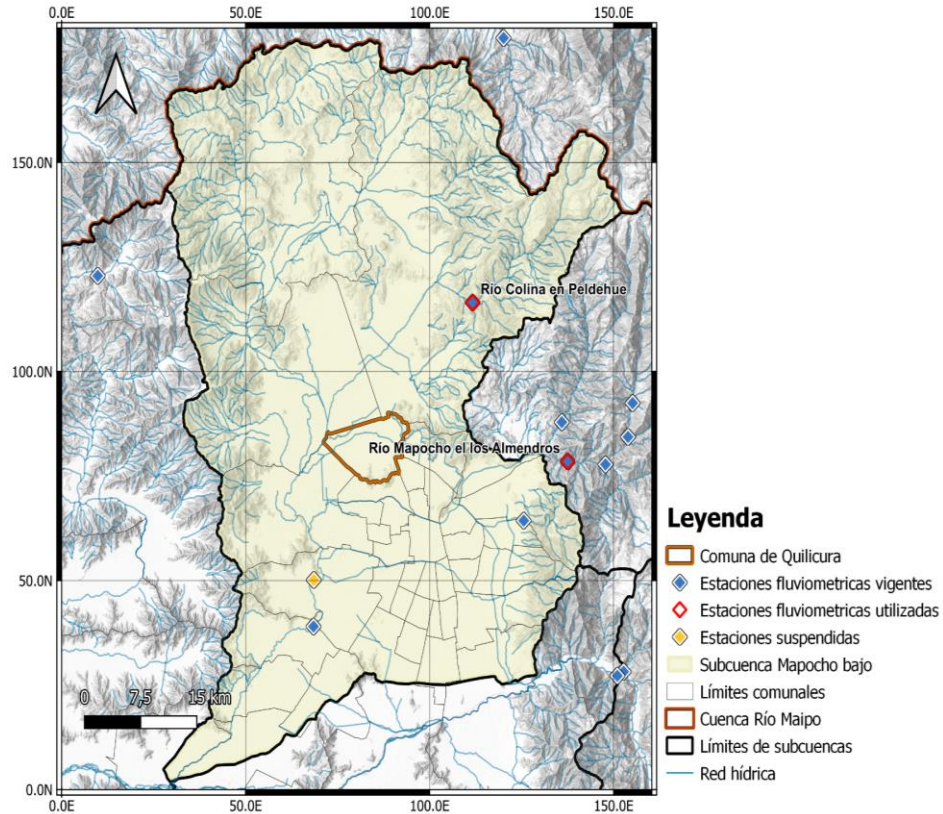 0.0E 50.0E 100.0E 150.0E
150.0N
Río Colina en Peldehue
100.0N
Río Mapocho el los Almendros
50.0N
0 7,5 15 km
0.0N
0.0E 50.0E 100.0E 150.0E
Leyenda
Comuna de Quilicura
Estaciones fluviometricas vigentes
Estaciones fluviometricas utilizadas
Estaciones suspendidas
Subcuenca Mapocho bajo
Límites comunales
Cuenca Río Maipo
Límites de subcuencas
Red hídrica